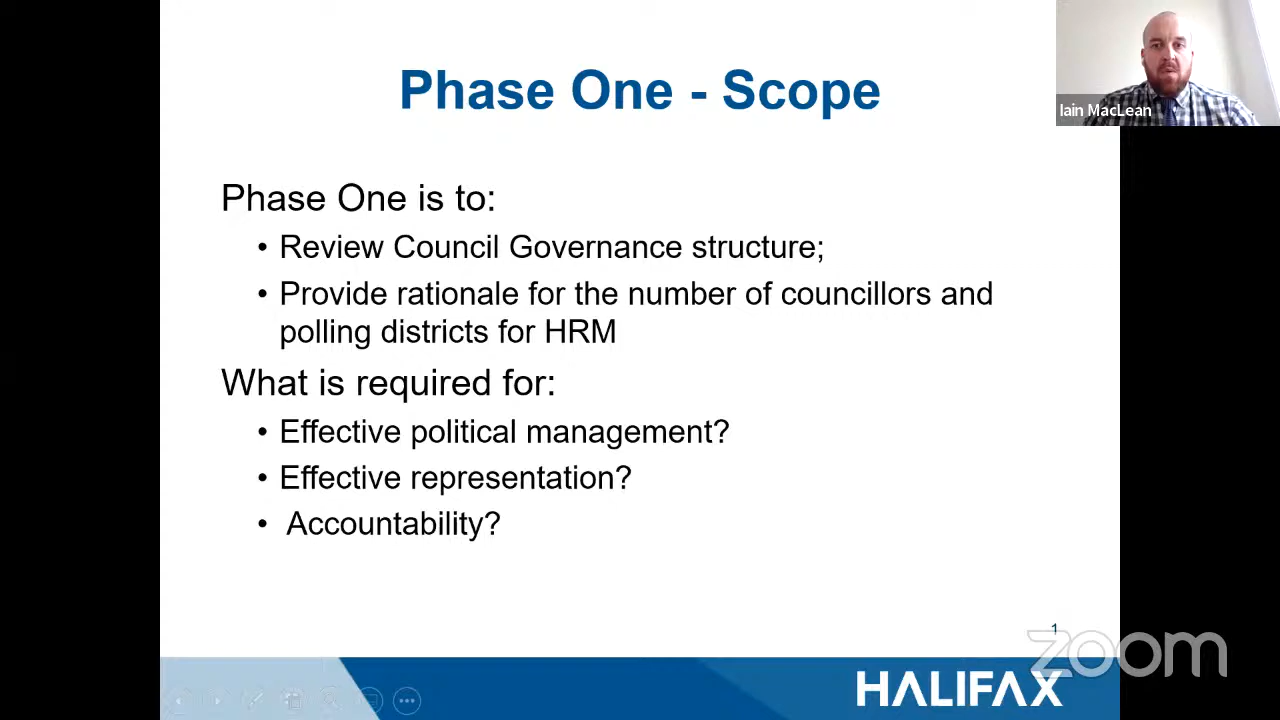 Phase One - Scope
Iain MacLean
Phase One is to:
• Review Council Governance structure;
• Provide rationale for the number of councillors and
polling districts for HRM
What is required for:
• Effective political management?
• Effective representation?
• Accountability?
1
zoom
HALIFAX